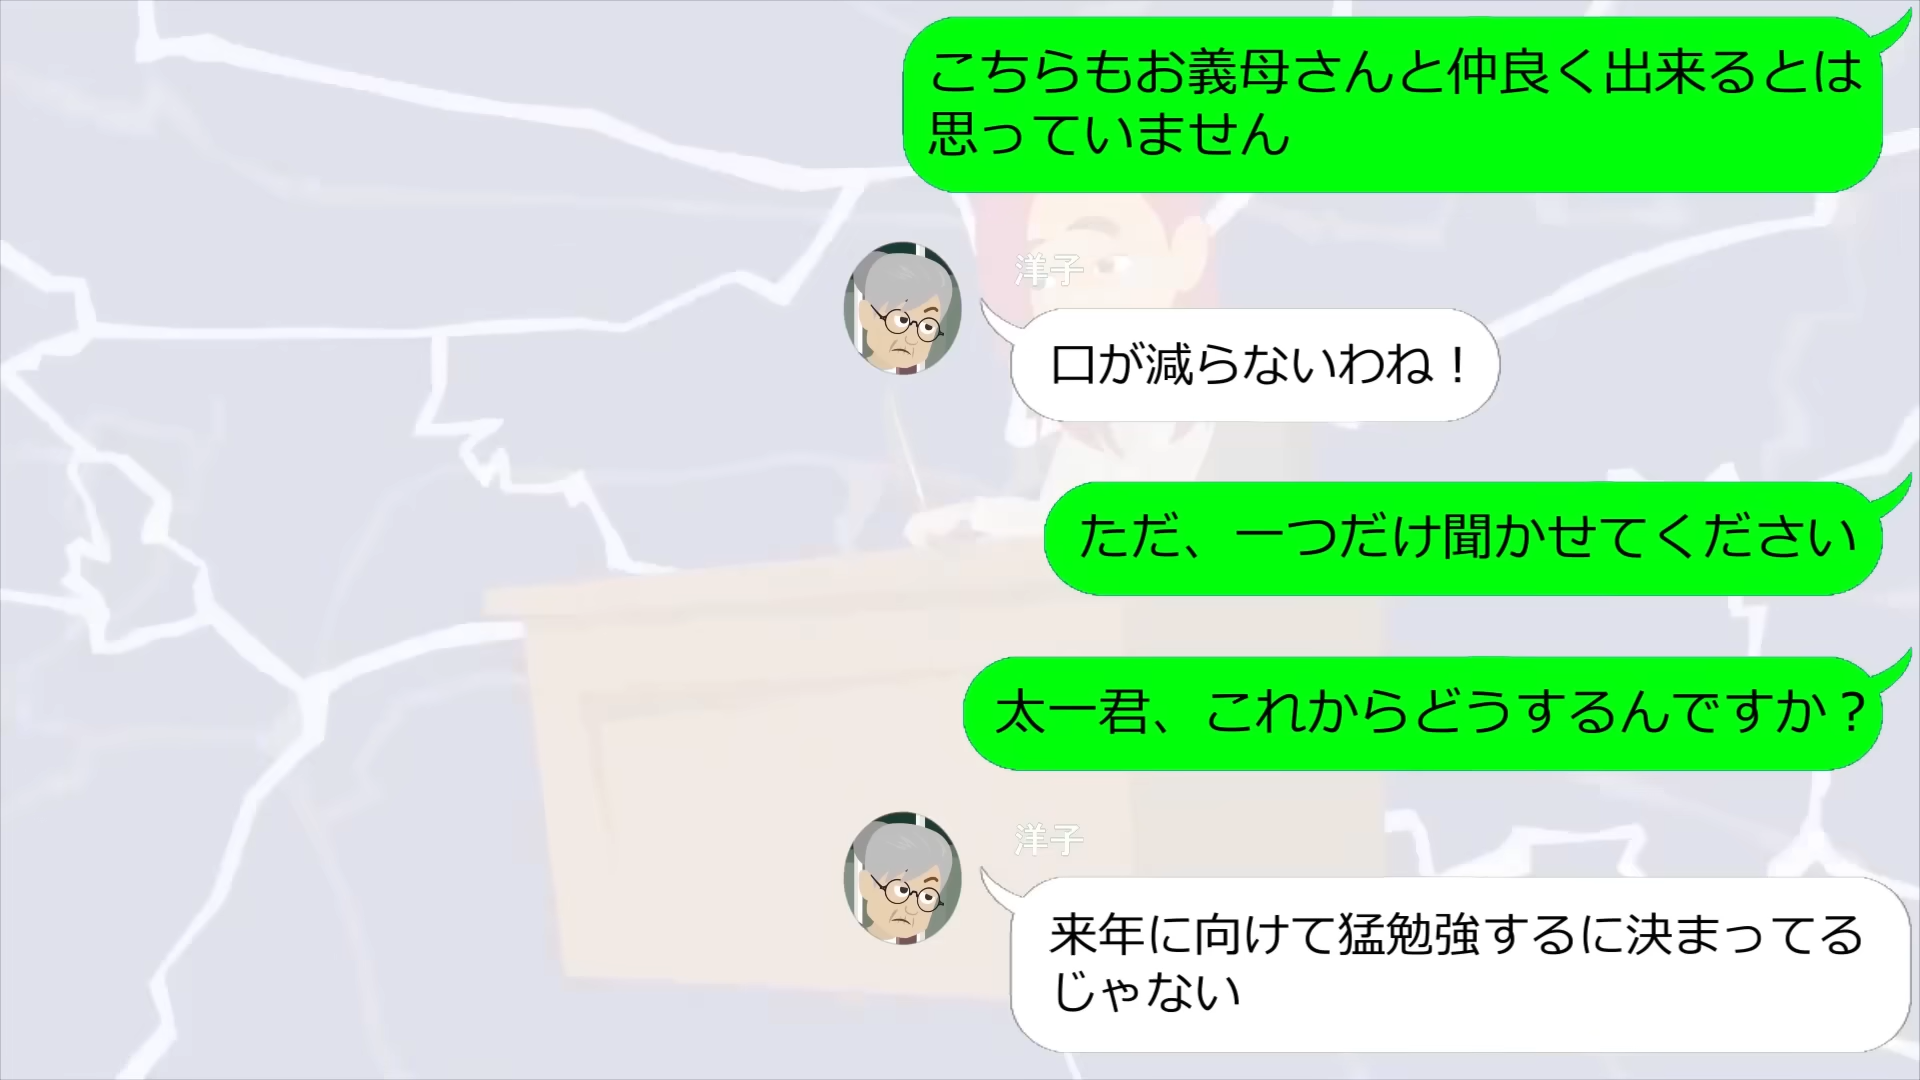 こちらもお義母さんと仲良く出来るとは
思っていません
洋子
口が減らないわね！
ただ、一つだけ聞かせてください
太一君、これからどうするんですか？
洋子
来年に向けて猛勉強するに決まってる
じゃない